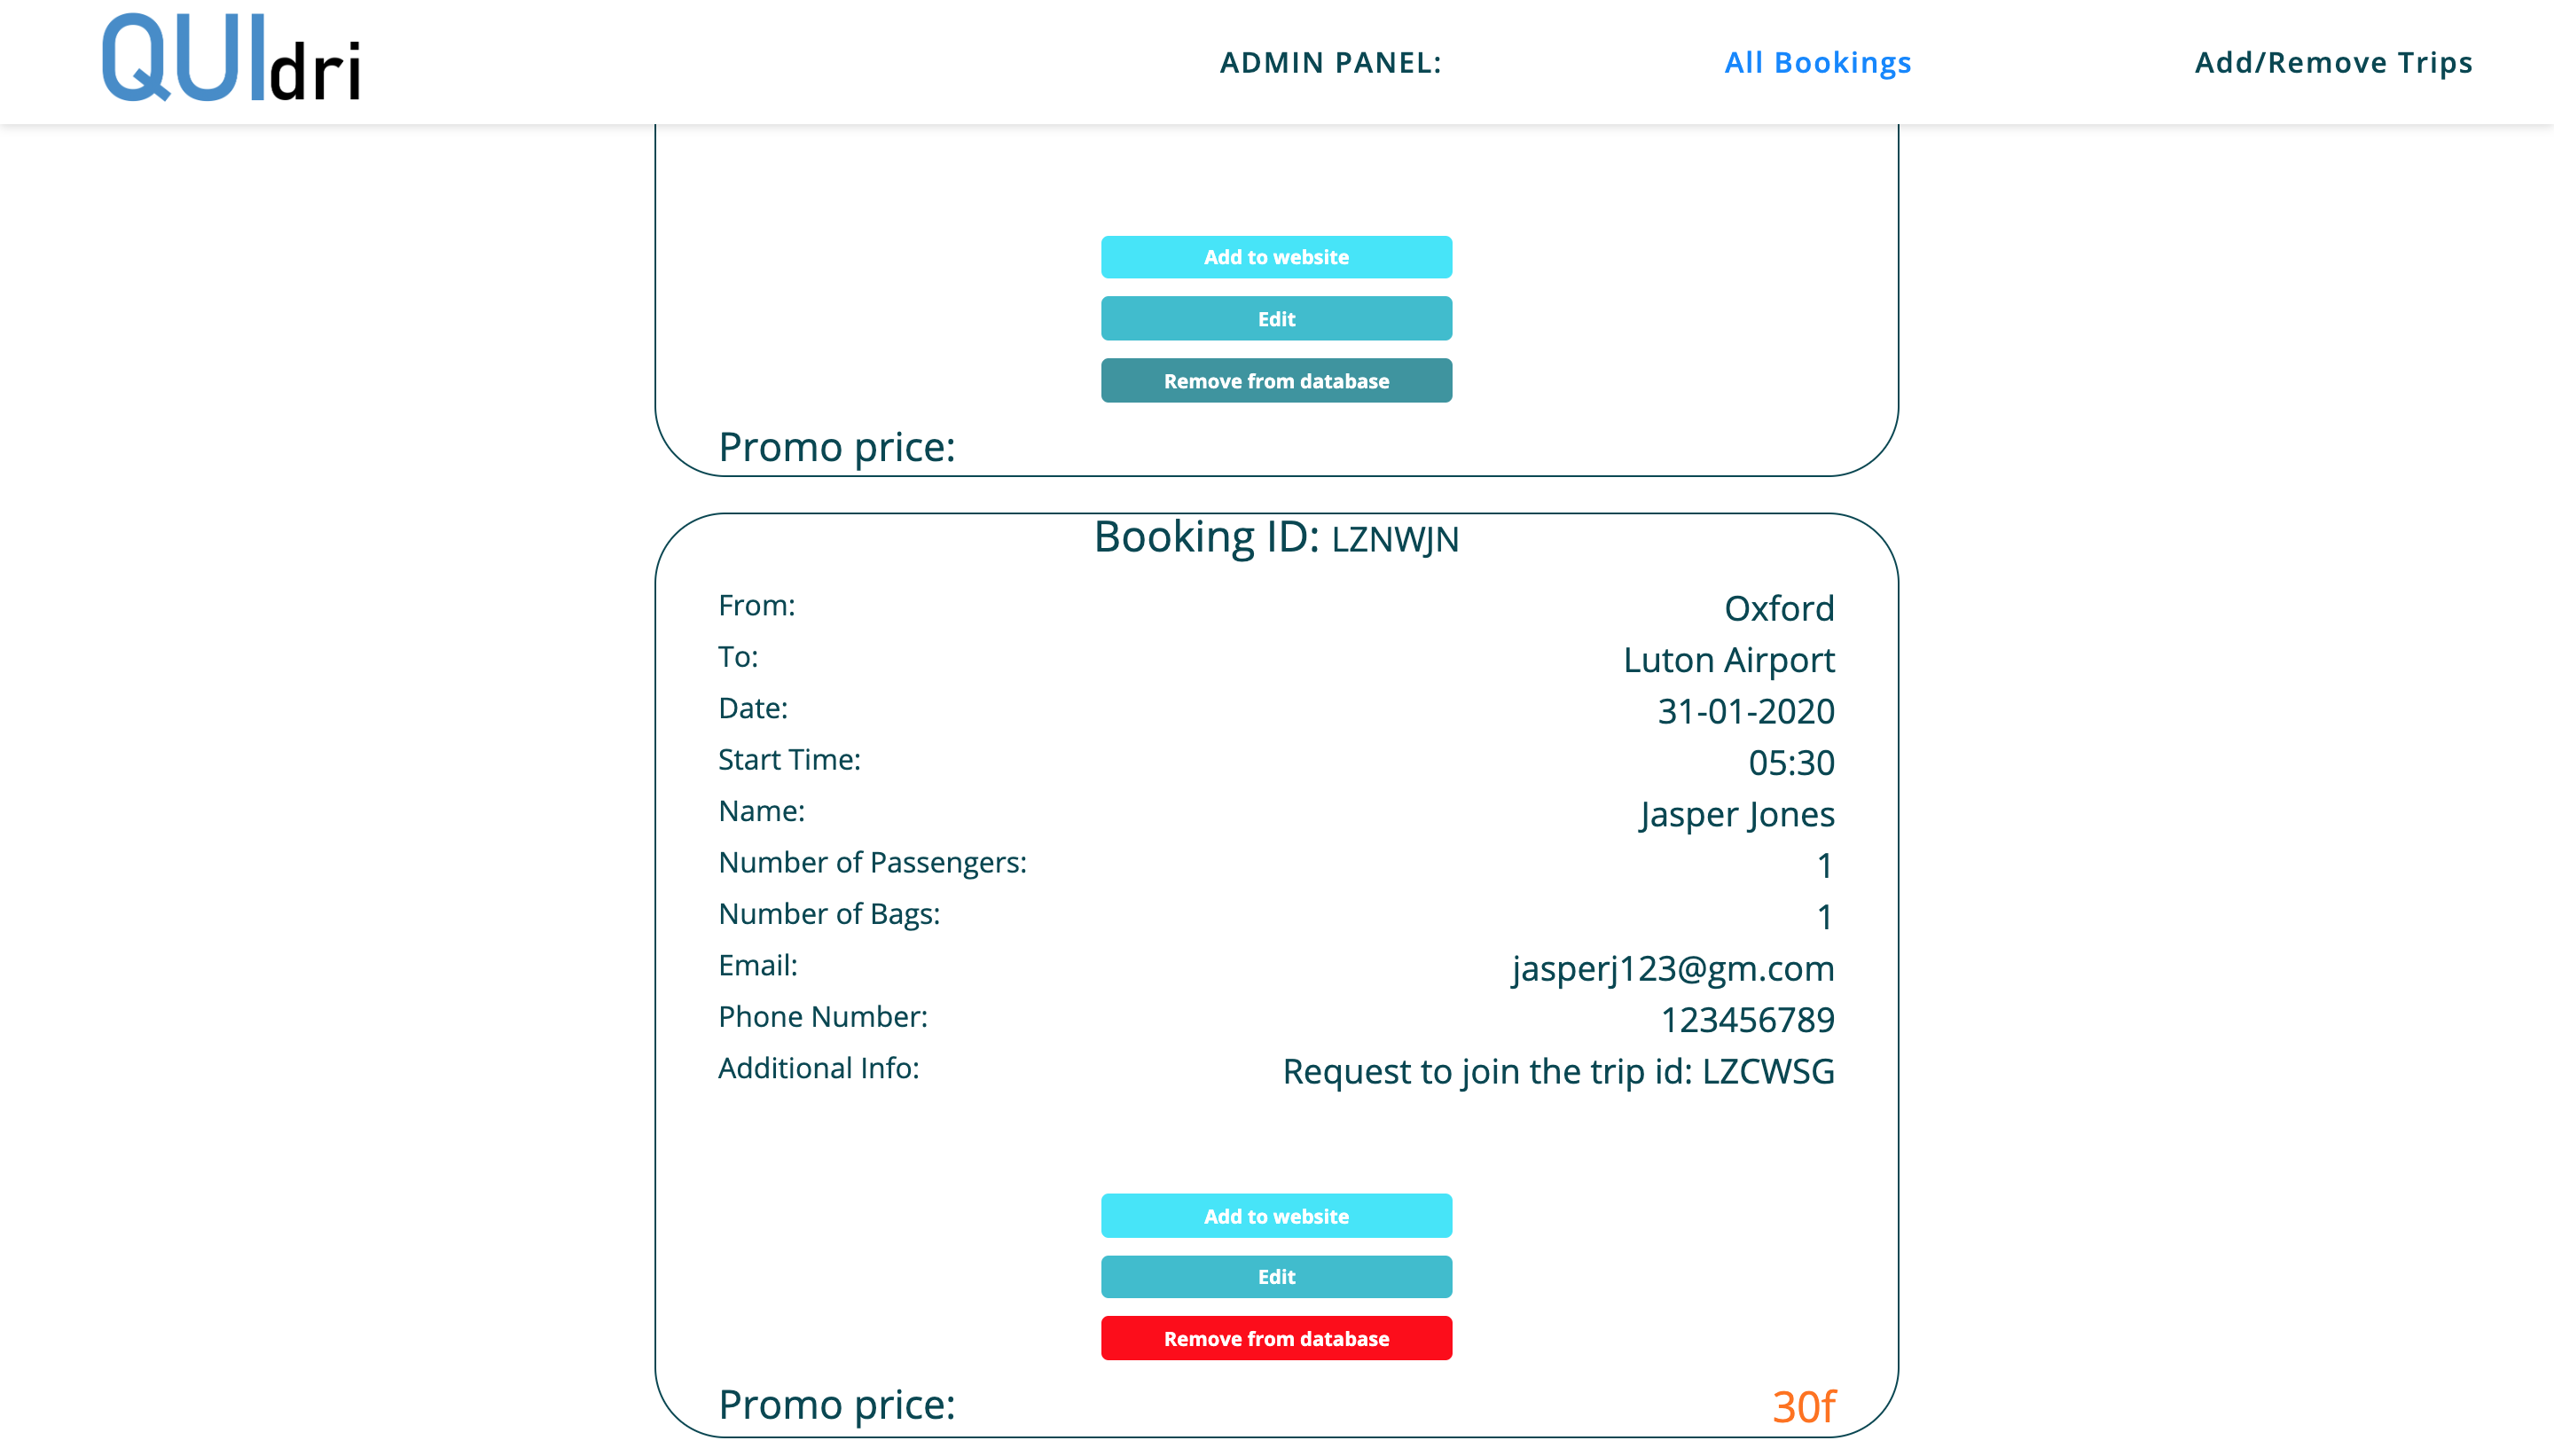 QUIdri
ADMIN PANEL: All Bookings Add/Remove Trips
Add to website
Edit
Remove from database
Promo price:
Booking ID: LZNWJN
From: Oxford
To: Luton Airport
Date: 31-01-2020
Start Time: 05:30
Name: Jasper Jones
Number of Passengers: 1
Number of Bags: 1
Email: jasperj123@gm.com
Phone Number: 123456789
Additional Info: Request to join the trip id: LZCWSG
Add to website
Edit
Remove from database
Promo price: 30f